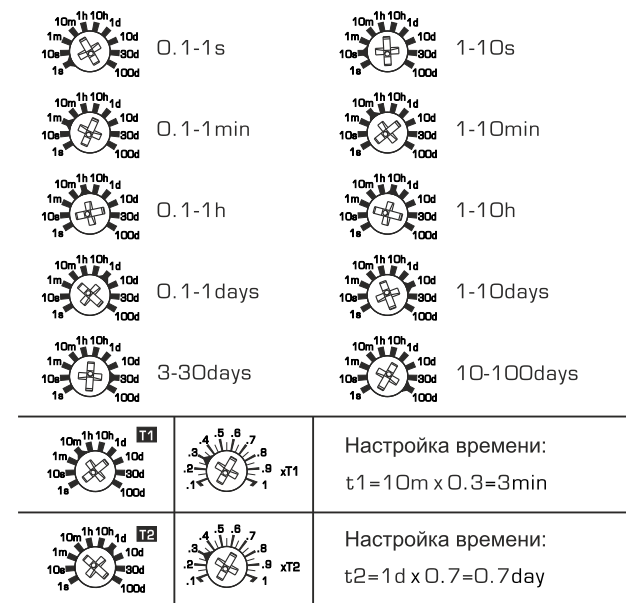 10m 1h 10h 1d 10m 1h 10h 1d
1m 10d 1m 10d
10s 30d 0.1-1s 10s 30d 1-10s
1s 100d 1s 100d
10m 1h 10h 1d 10m 1h 10h 1d
1m 10d 1m 10d
10s 30d 0.1-1min 10s 30d 1-10min
1s 100d 1s 100d
10m 1h 10h 1d 10m 1h 10h 1d
1m 10d 1m 10d
10s 30d 0.1-1h 10s 30d 1-10h
1s 100d 1s 100d
10m 1h 10h 1d 10m 1h 10h 1d
1m 10d 1m 10d
10s 30d 0.1-1days 10s 30d 1-10days
1s 100d 1s 100d
10m 1h 10h 1d 10m 1h 10h 1d
1m 10d 1m 10d
10s 30d 3-30days 10s 30d 10-100days
1s 100d 1s 100d
10m 1h 10h 1d T1
1m 10d
10s 30d
1s 100d
.1 .2 .3 .4 .5 .6 .7 .8 .9 1 xT1
Настройка времени:
t1=10m x 0.3=3min
10m 1h 10h 1d T2
1m 10d
10s 30d
1s 100d
.1 .2 .3 .4 .5 .6 .7 .8 .9 1 xT2
Настройка времени:
t2=1d x 0.7=0.7day